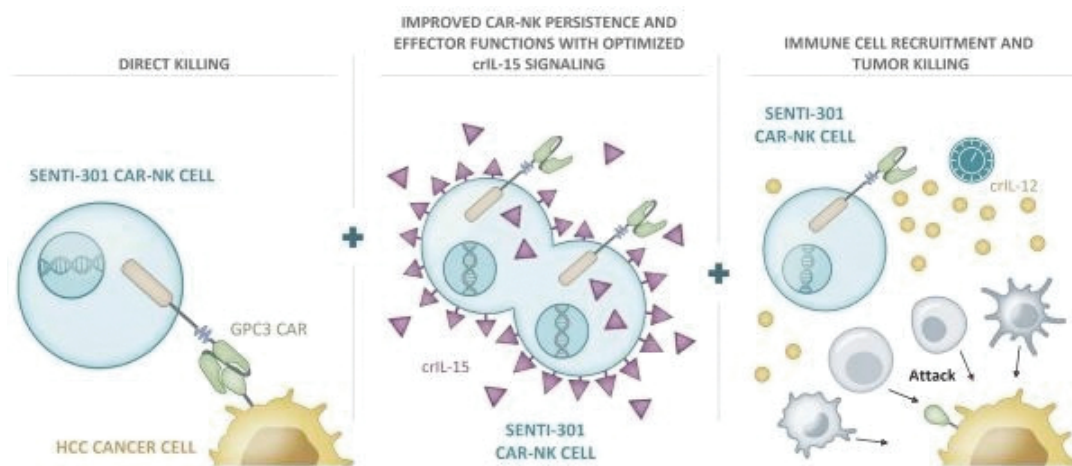 DIRECT KILLING
SENTI-301 CAR-NK CELL
GPC3 CAR
HCC CANCER CELL
IMPROVED CAR-NK PERSISTENCE AND
EFFECTOR FUNCTIONS WITH OPTIMIZED
crIL-15 SIGNALING
crIL-15
SENTI-301
CAR-NK CELL
IMMUNE CELL RECRUITMENT AND
TUMOR KILLING
SENTI-301
CAR-NK CELL
crIL-12
Attack